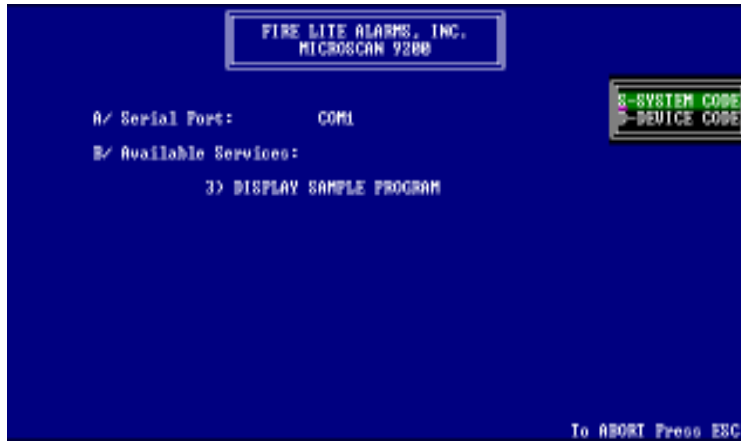 FIRE LITE ALARMS, INC.
MICROSCAN 9200
A/ Serial Port: COM1
S-SYSTEM CODE
D-DEVICE CODE
B/ Available Services:
3) DISPLAY SAMPLE PROGRAM
To ABORT Press ESC